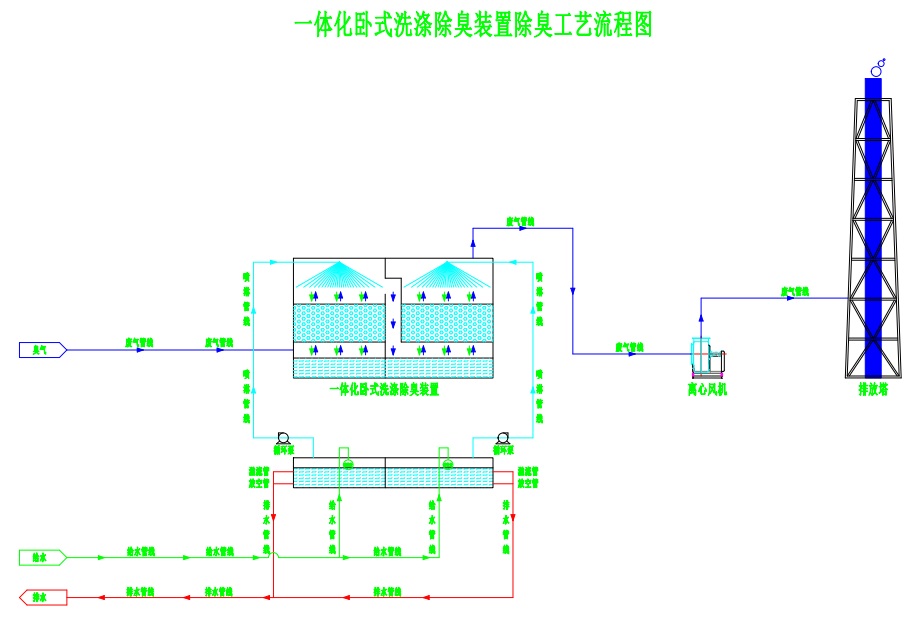 一体化卧式洗涤除臭装置除臭工艺流程图
废气管线
喷淋管线
喷淋管线
废气管线
臭气
废气管线
废气管线
废气管线
喷淋管线
喷淋管线
一体化卧式洗涤除臭装置
离心风机
排放塔
循环泵
循环泵
溢流管
放空管
溢流管
放空管
排水管线
给水管线
给水管线
排水管线
给水
给水管线
给水管线
给水管线
排水
排水管线
排水管线
排水管线